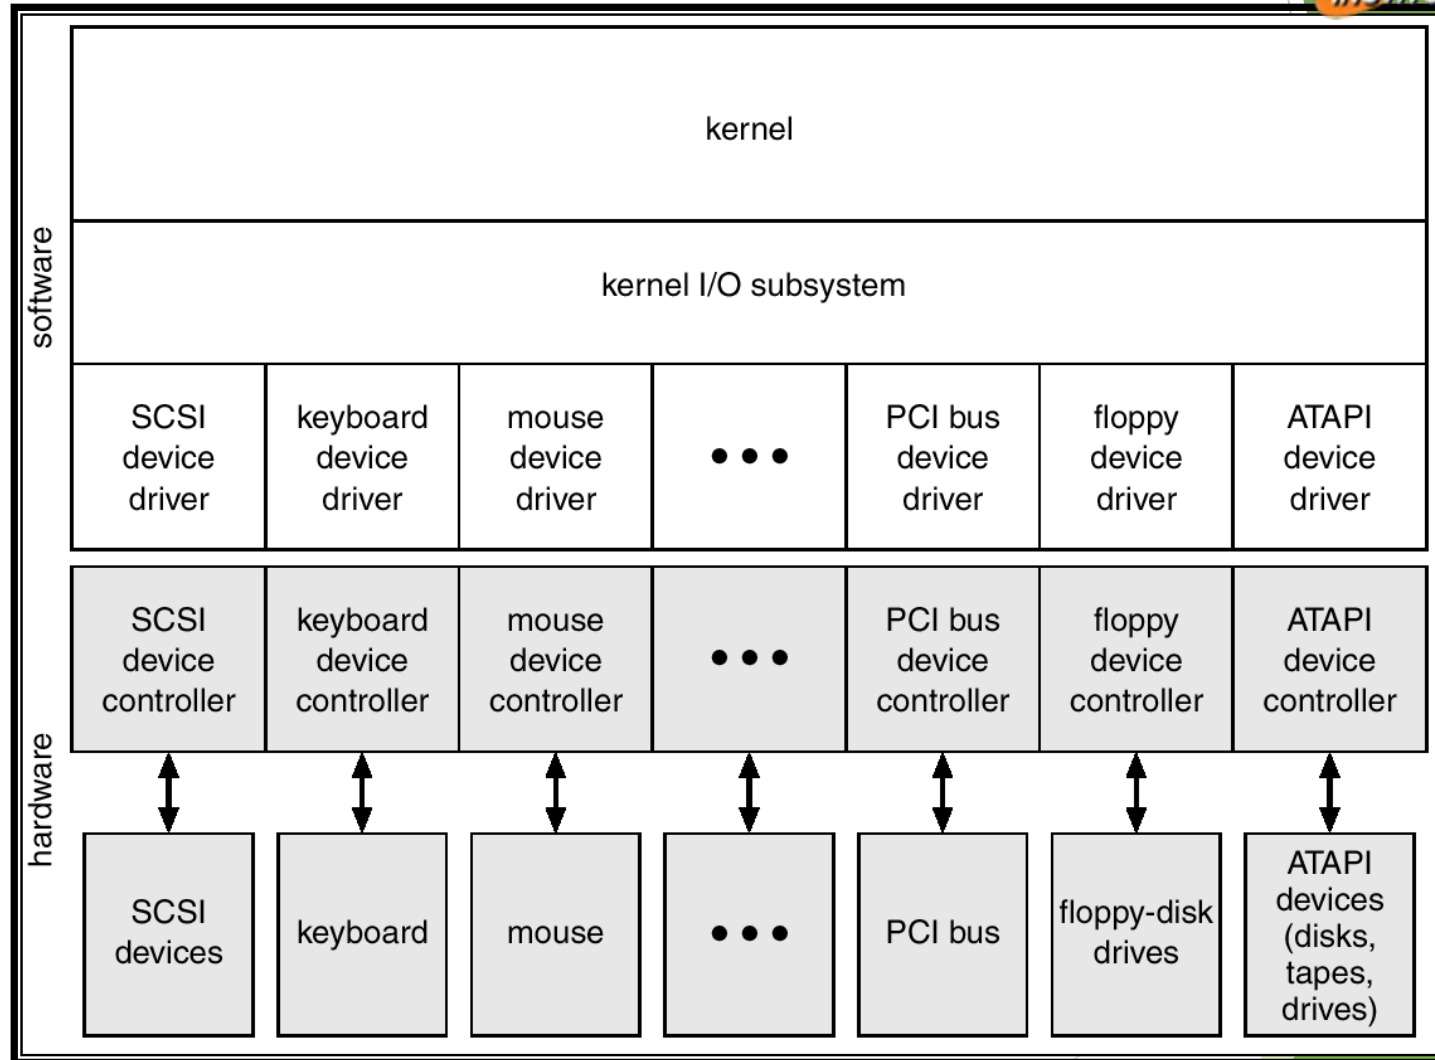 kernel
kernel I/O subsystem
software
SCSI
device
driver
keyboard
device
driver
mouse
device
driver
•••
PCI bus
device
driver
floppy
device
driver
ATAPI
device
driver
SCSI
device
controller
keyboard
device
controller
mouse
device
controller
•••
PCI bus
device
controller
floppy
device
controller
ATAPI
device
controller
hardware
SCSI
devices
keyboard
mouse
•••
PCI bus
floppy-disk
drives
ATAPI
devices
(disks,
tapes,
drives)